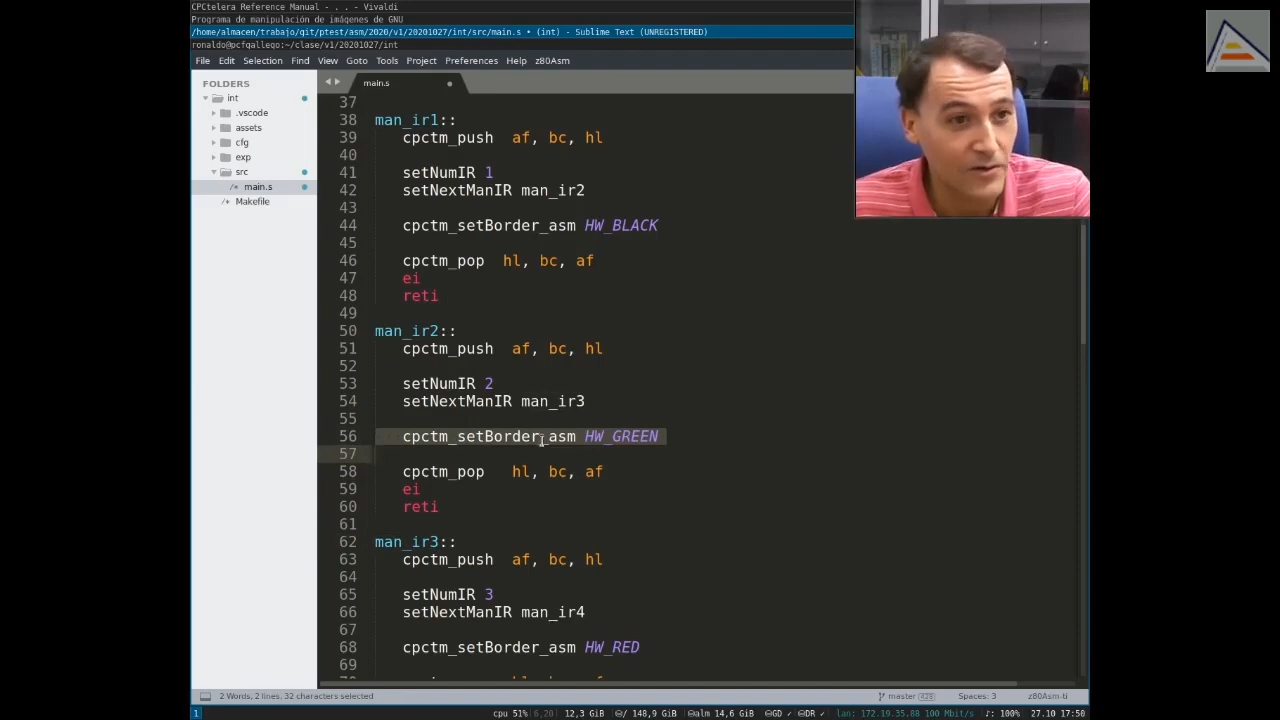 CPCtelera Reference Manual - . . - Vivaldi
Programa de manipulación de imágenes de GNU
/home/almacen/trabajo/git/ptest/asm/2020/v1/20201027/int/src/main.s • (int) - Sublime Text (UNREGISTERED)
ronaldo@pcfgallego:~/clase/v1/20201027/int
File Edit Selection Find View Goto Tools Project Preferences Help z80Asm
FOLDERS
int
.vscode
assets
cfg
exp
src
/* main.s
Makefile
main.s
37
38 man_ir1::
39 cpctm_push af, bc, hl
40
41 setNumIR 1
42 setNextManIR man_ir2
43
44 cpctm_setBorder_asm HW_BLACK
45
46 cpctm_pop hl, bc, af
47 ei
48 reti
49
50 man_ir2::
51 cpctm_push af, bc, hl
52
53 setNumIR 2
54 setNextManIR man_ir3
55
56 cpctm_setBorder_asm HW_GREEN
57
58 cpctm_pop hl, bc, af
59 ei
60 reti
61
62 man_ir3::
63 cpctm_push af, bc, hl
64
65 setNumIR 3
66 setNextManIR man_ir4
67
68 cpctm_setBorder_asm HW_RED
69
2 Words, 2 lines, 32 characters selected
master 428 Spaces: 3 z80Asm-ti
1 cpu 51% 6,20 12,3 GiB / 148,9 GiB alm 14,6 GiB GD ✓ DR ✓ lan: 172.19.35.88 100 Mbit/s ♪: 100% 27.10 17:50